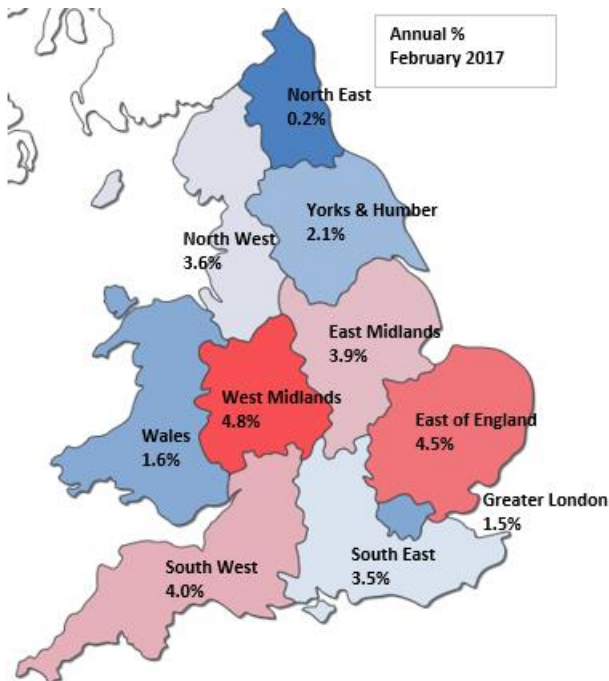 Annual %
February 2017
North East
0.2%
Yorks & Humber
2.1%
North West
3.6%
East Midlands
3.9%
West Midlands
4.8%
East of England
4.5%
Wales
1.6%
Greater London
1.5%
South East
3.5%
South West
4.0%